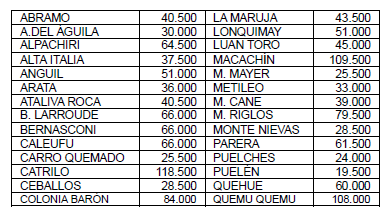 ABRAMO 40.500 LA MARUJA 43.500
A.DEL ÁGUILA 30.000 LONQUIMAY 51.000
ALPACHIRI 64.500 LUAN TORO 45.000
ALTA ITALIA 37.500 MACACHIN 109.500
ANGUIL 51.000 M. MAYER 25.500
ARATA 36.000 METILEO 33.000
ATALIVA ROCA 40.500 M. CANE 39.000
B. LARROUDE 66.000 M. RIGLOS 79.500
BERNASCONI 66.000 MONTE NIEVAS 28.500
CALEUFU 66.000 PARERA 61.500
CARRO QUEMADO 25.500 PUELCHES 24.000
CATRILO 118.500 PUELÉN 19.500
CEBALLOS 28.500 QUEHUE 60.000
COLONIA BARÓN 84.000 QUEMU QUEMU 108.000